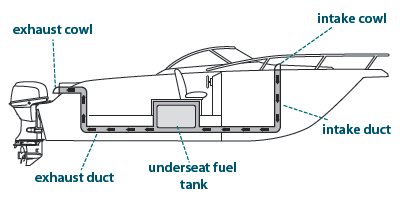 intake cowl
exhaust cowl
intake duct
underseat fuel
tank
exhaust duct